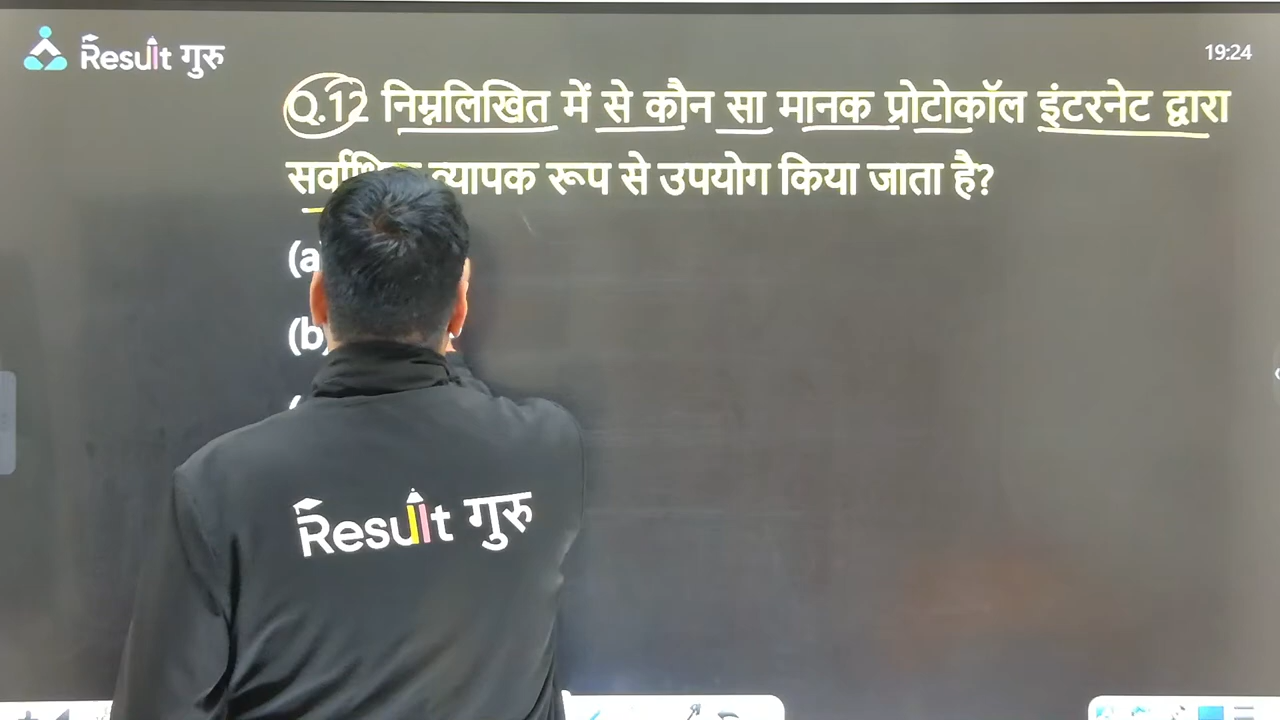 Result गुरु
19:24
Q.12 निम्नलिखित में से कौन सा मानक प्रोटोकॉल इंटरनेट द्वारा
व्यापक रूप से उपयोग किया जाता है?
(a)
(b)
Result गुरु